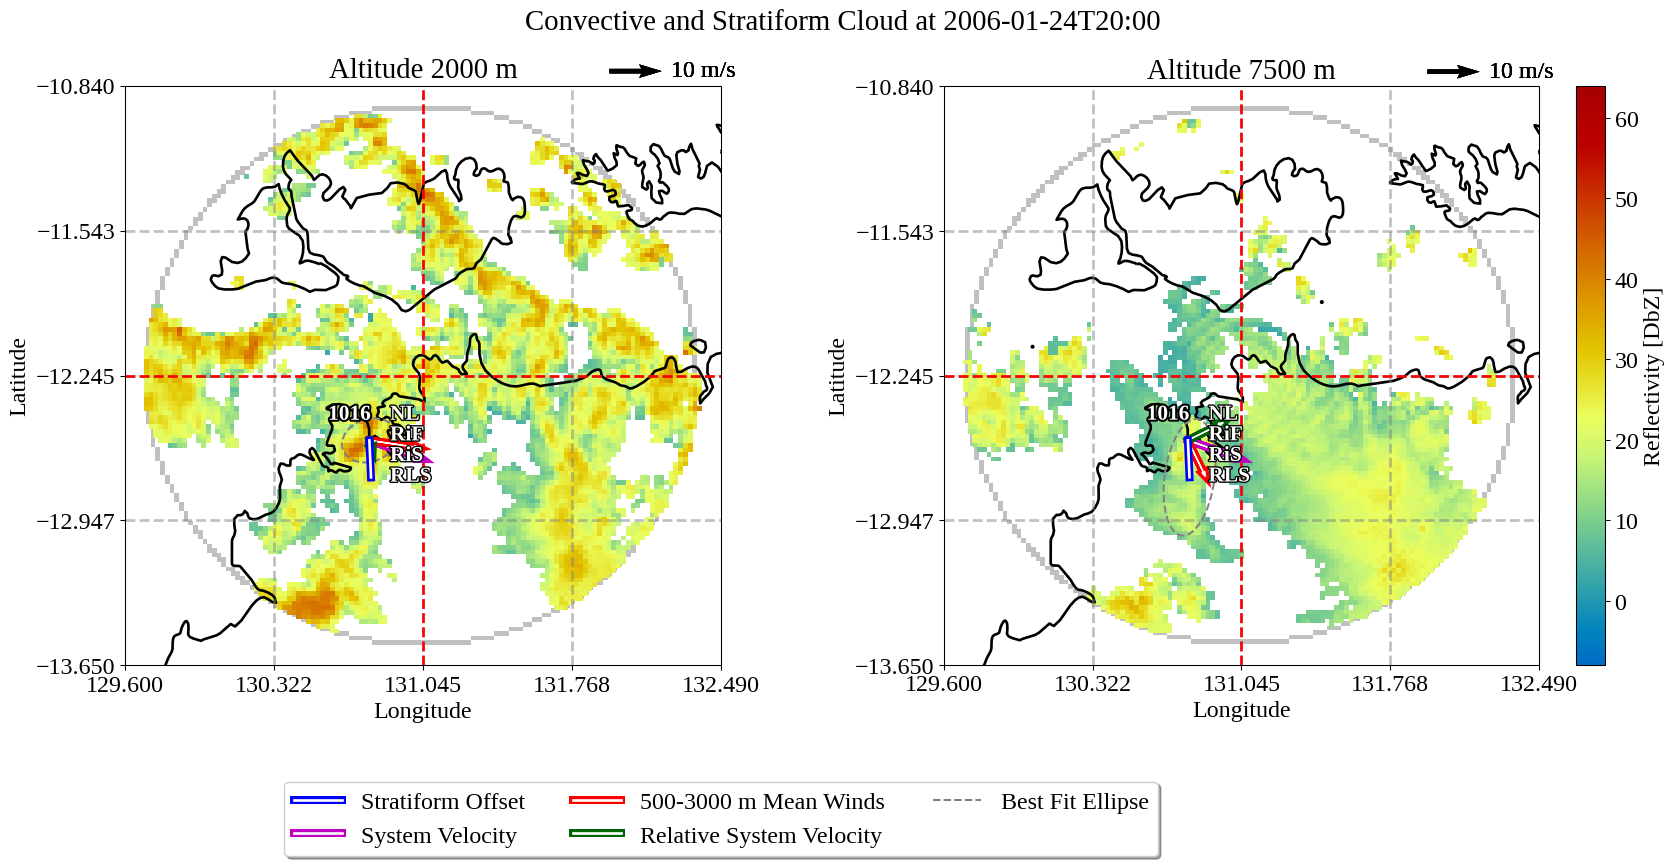 Convective and Stratiform Cloud at 2006-01-24T20:00
Altitude 2000 m
10 m/s
Altitude 7500 m
10 m/s
−10.840
−11.543
−12.245
−12.947
−13.650
Latitude
129.600
130.322
131.045
131.768
132.490
Longitude
1016
NL
RiF
RiS
RLS
−10.840
−11.543
−12.245
−12.947
−13.650
Latitude
129.600
130.322
131.045
131.768
132.490
Longitude
1016
NL
RiF
RiS
RLS
60
50
40
30
20
10
0
Reflectivity [DbZ]
Stratiform Offset
System Velocity
500-3000 m Mean Winds
Relative System Velocity
Best Fit Ellipse